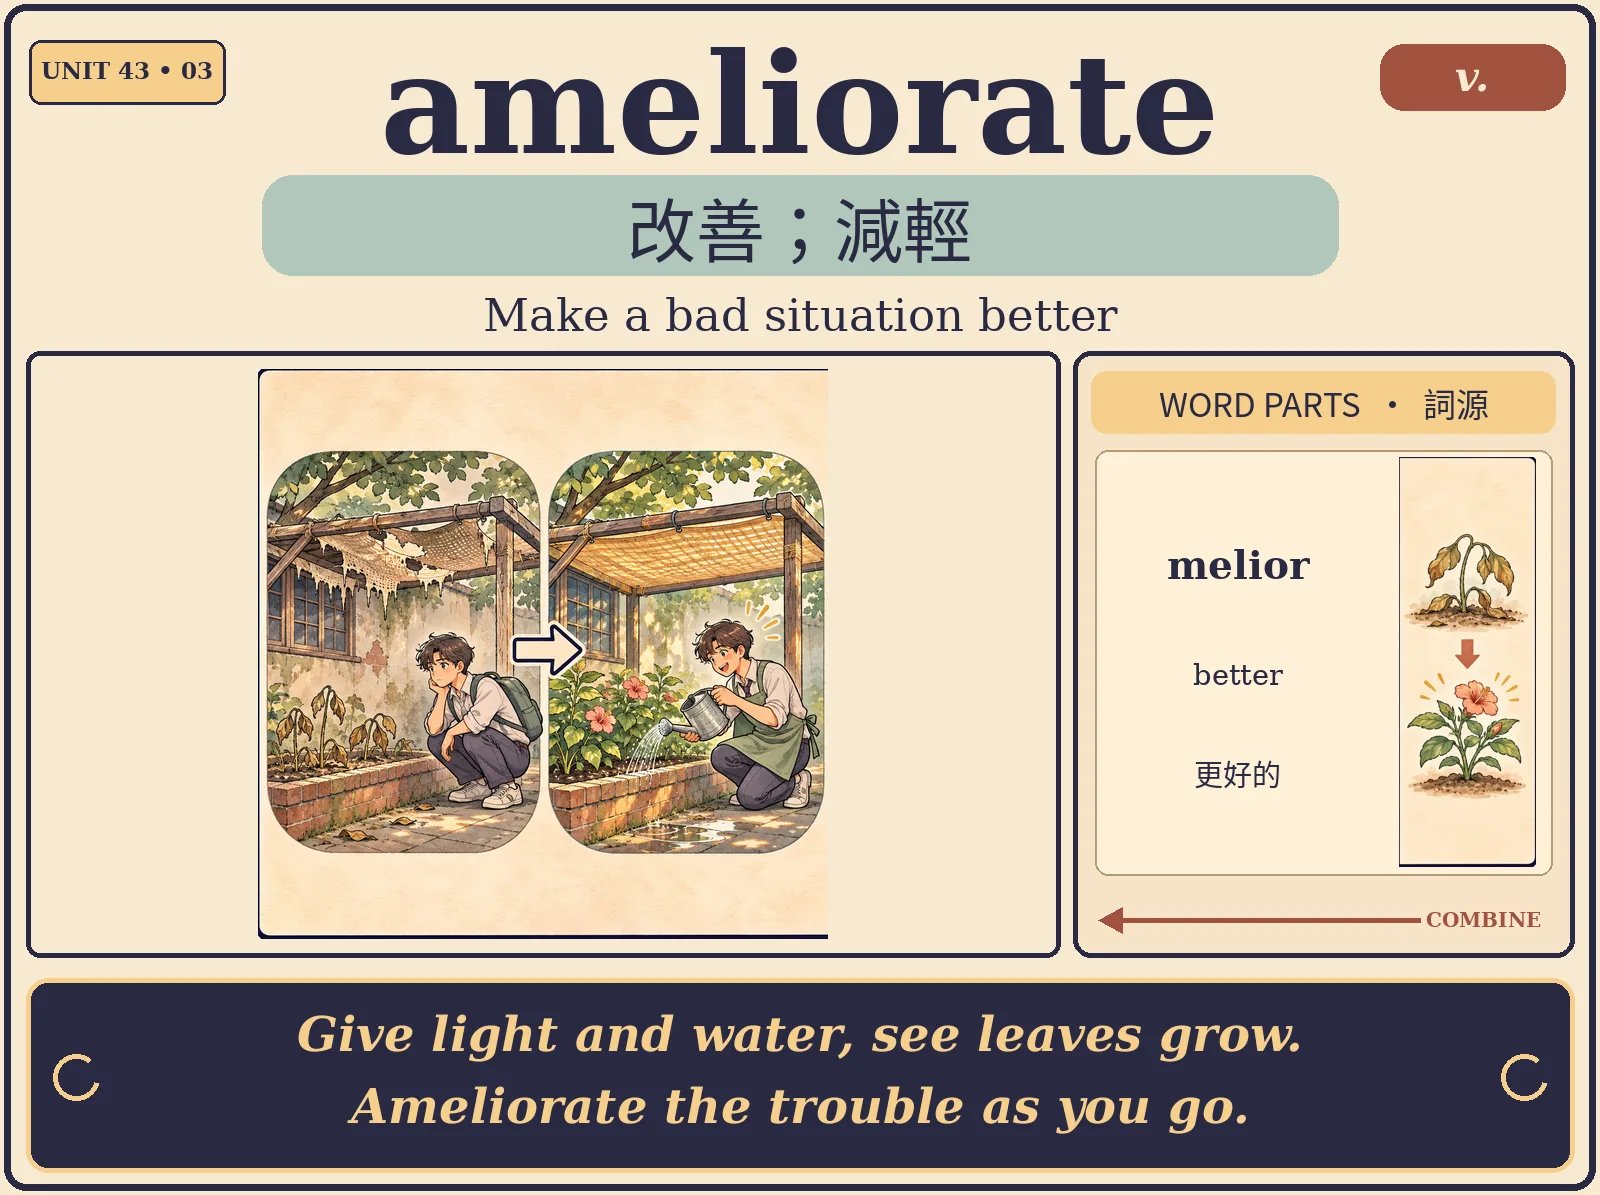 UNIT 43 • 03
ameliorate
v.
改善；減輕
Make a bad situation better
WORD PARTS • 詞源
melior
better
更好的
COMBINE
Give light and water, see leaves grow.
Ameliorate the trouble as you go.